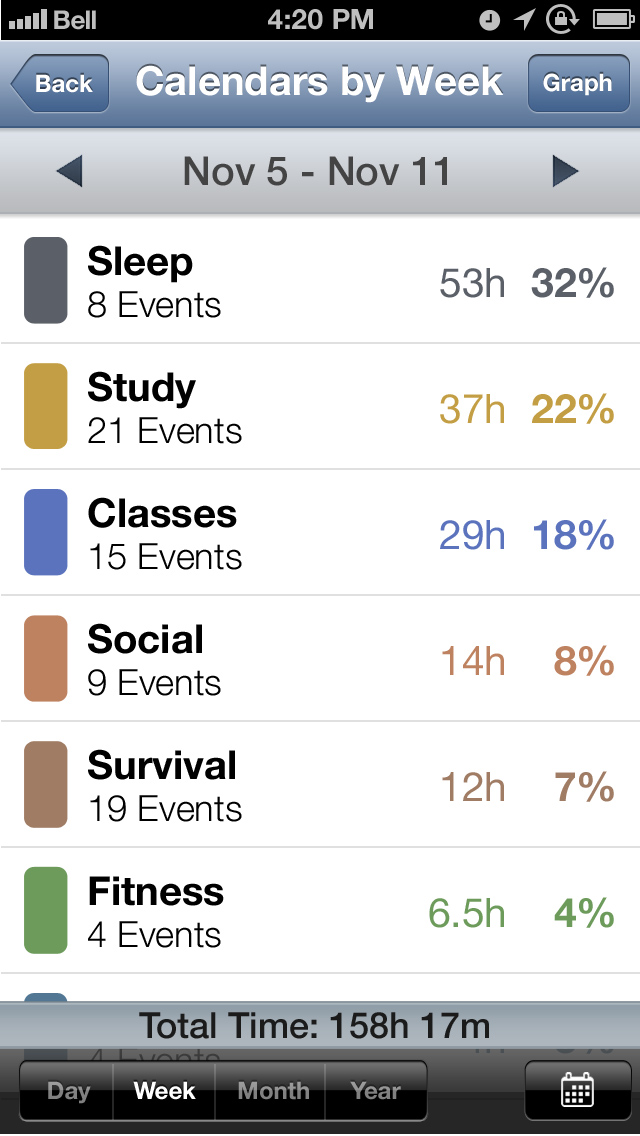 Bell 4:20 PM
Back Calendars by Week Graph
Nov 5 - Nov 11
Sleep
8 Events
53h 32%
Study
21 Events
37h 22%
Classes
15 Events
29h 18%
Social
9 Events
14h 8%
Survival
19 Events
12h 7%
Fitness
4 Events
6.5h 4%
Total Time: 158h 17m
4 Events
Day Week Month Year